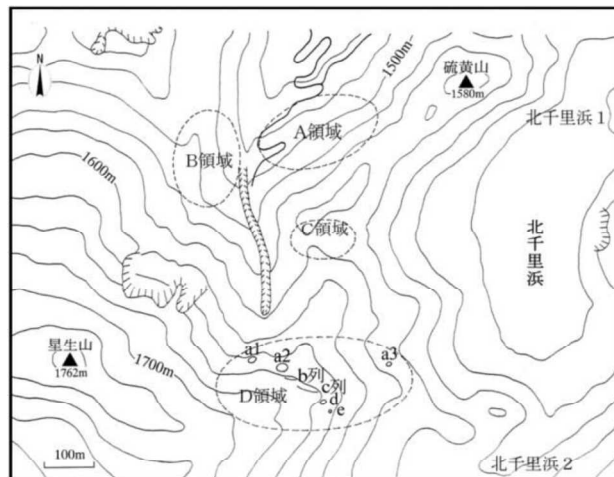 N
1500m
硫黄山
~1580m
A領域
北千里浜1
B領域
1600m
C領域
北千里浜
星生山
1762m
a1
a2
a3
1700m
b列
c列
D領域
d
e
100m
北千里浜2